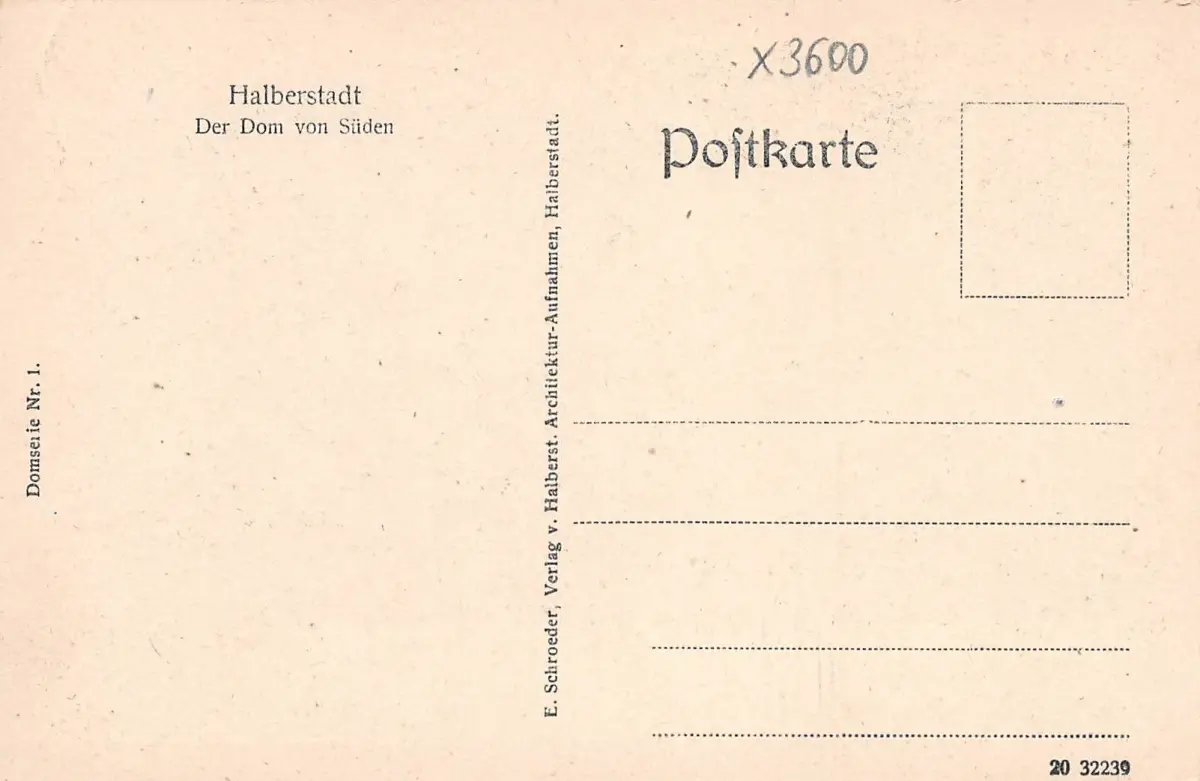 Halberstadt
Der Dom von Süden
Domserie Nr. 1.
E. Schroeder, Verlag v. Halberst. Architektur-Aufnahmen, Halberstadt.
x3600
Poſtkarte
20 32239